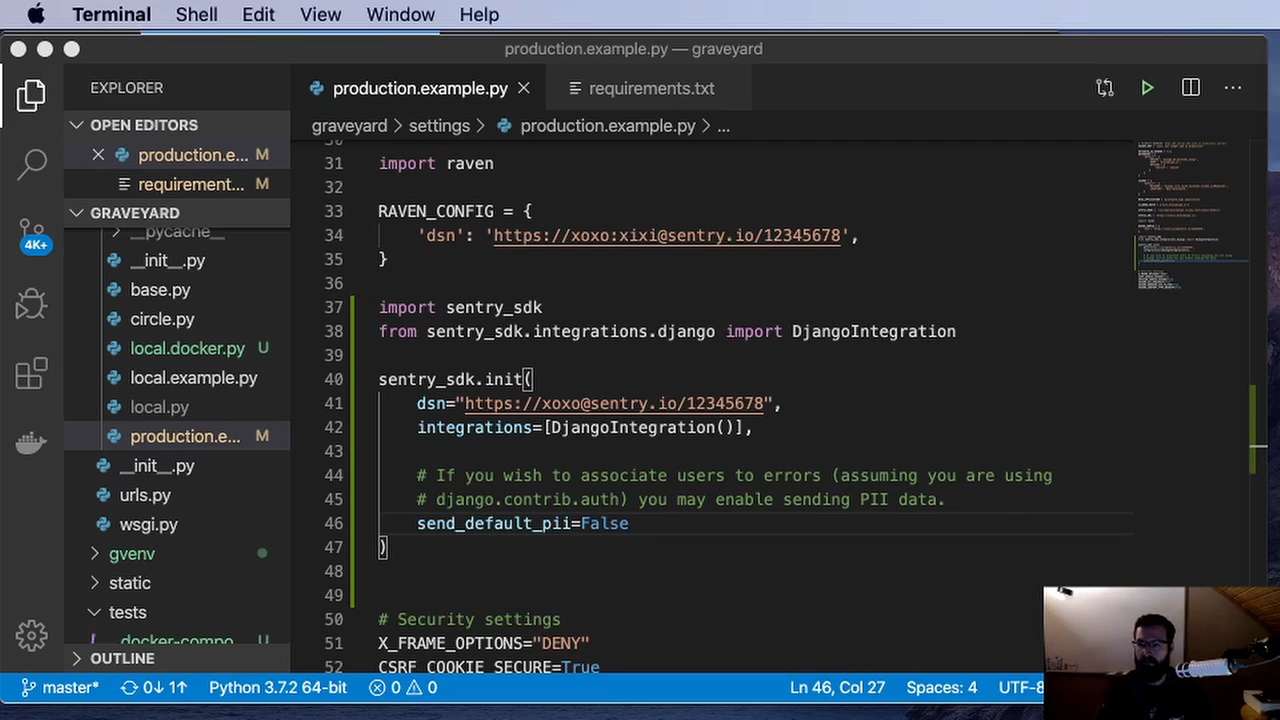 Terminal Shell Edit View Window Help
production.example.py — graveyard
EXPLORER
OPEN EDITORS
production.e... M
requirement... M
GRAVEYARD
__pycache__
__init__.py
base.py
circle.py
local.docker.py U
local.example.py
local.py
production.e... M
__init__.py
urls.py
wsgi.py
gvenv
static
tests
docker-compo... U
OUTLINE
4K+
production.example.py requirements.txt
graveyard > settings > production.example.py > ...
30
31 import raven
32
33 RAVEN_CONFIG = {
34 'dsn': 'https://xoxo:xixi@sentry.io/12345678',
35 }
36
37 import sentry_sdk
38 from sentry_sdk.integrations.django import DjangoIntegration
39
40 sentry_sdk.init(
41 dsn="https://xoxo@sentry.io/12345678",
42 integrations=[DjangoIntegration()],
43
44 # If you wish to associate users to errors (assuming you are using
45 # django.contrib.auth) you may enable sending PII data.
46 send_default_pii=False
47 )
48
49
50 # Security settings
51 X_FRAME_OPTIONS="DENY"
52 CSRF_COOKIE_SECURE=True
master* 0↓ 1↑ Python 3.7.2 64-bit 0 0 Ln 46, Col 27 Spaces: 4 UTF-8